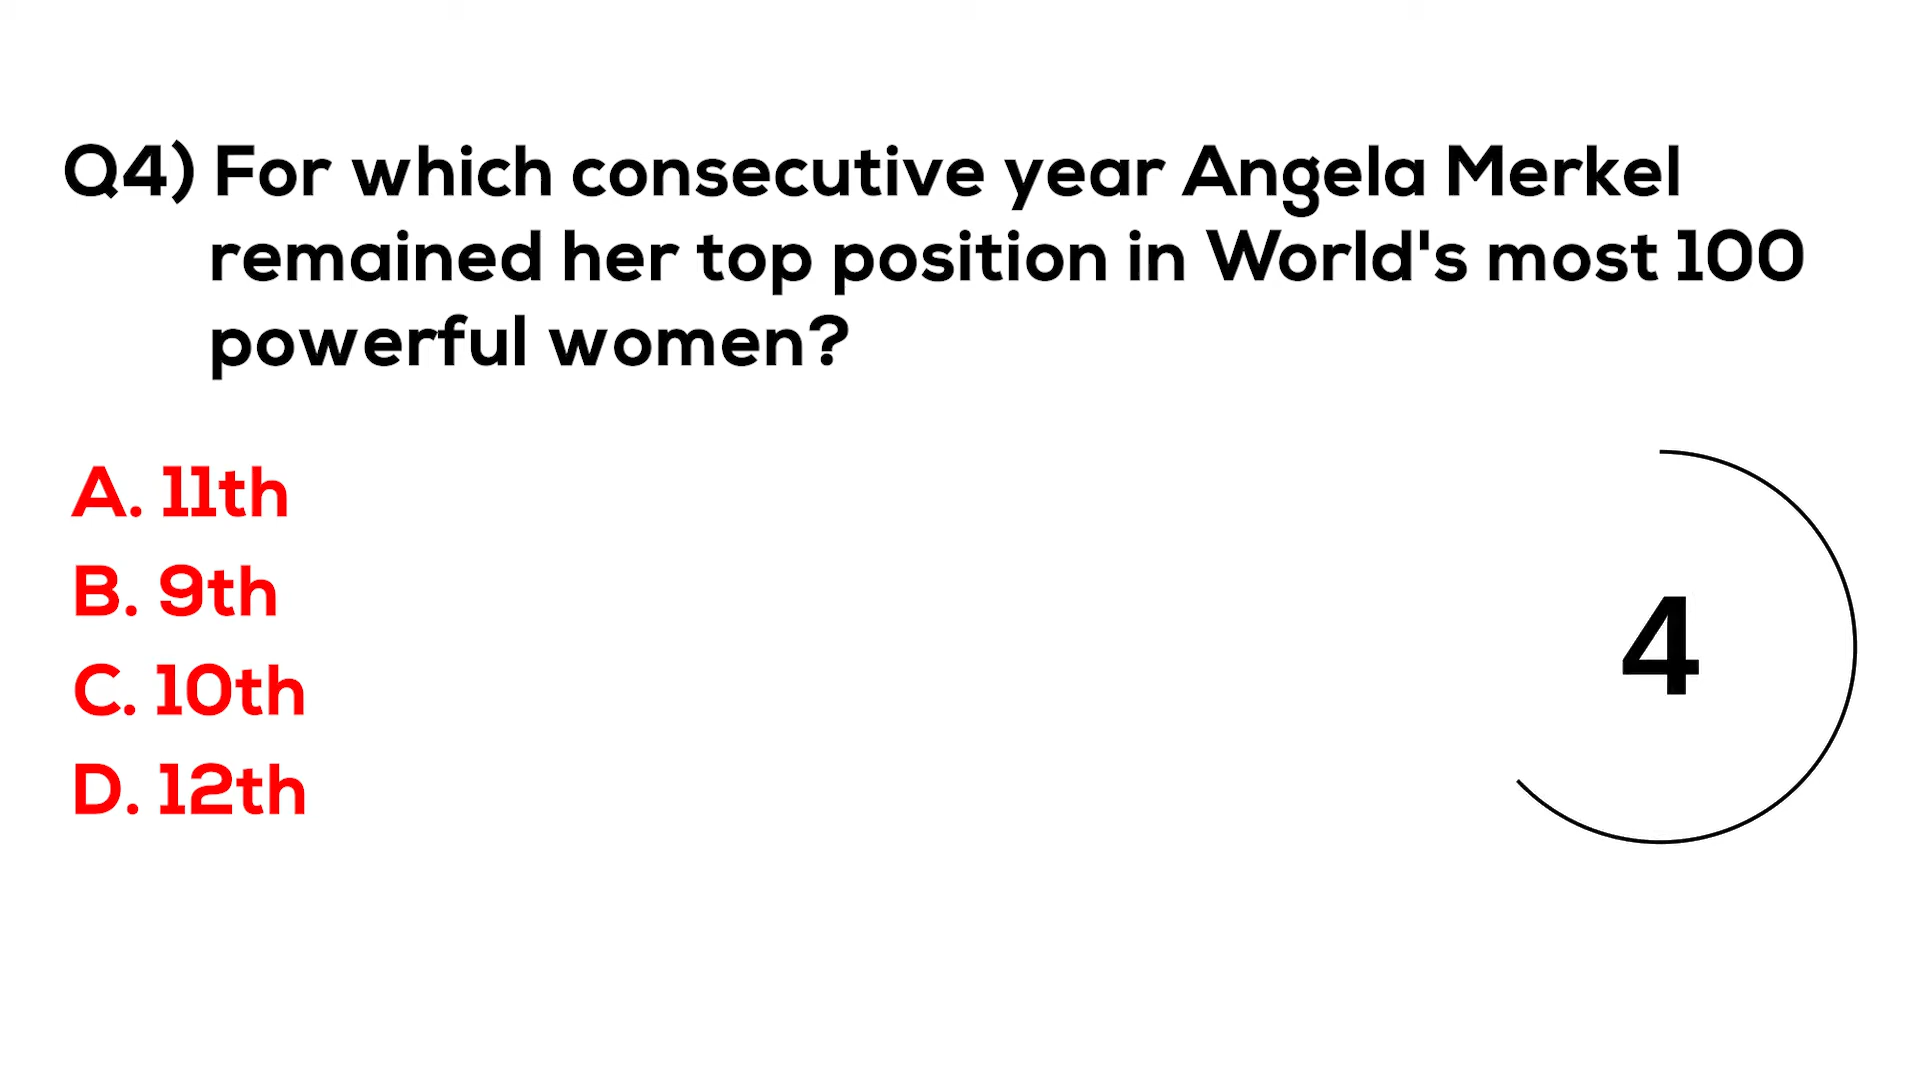 Q4) For which consecutive year Angela Merkel
remained her top position in World's most 100
powerful women?
A. 11th
B. 9th
C. 10th
D. 12th
4